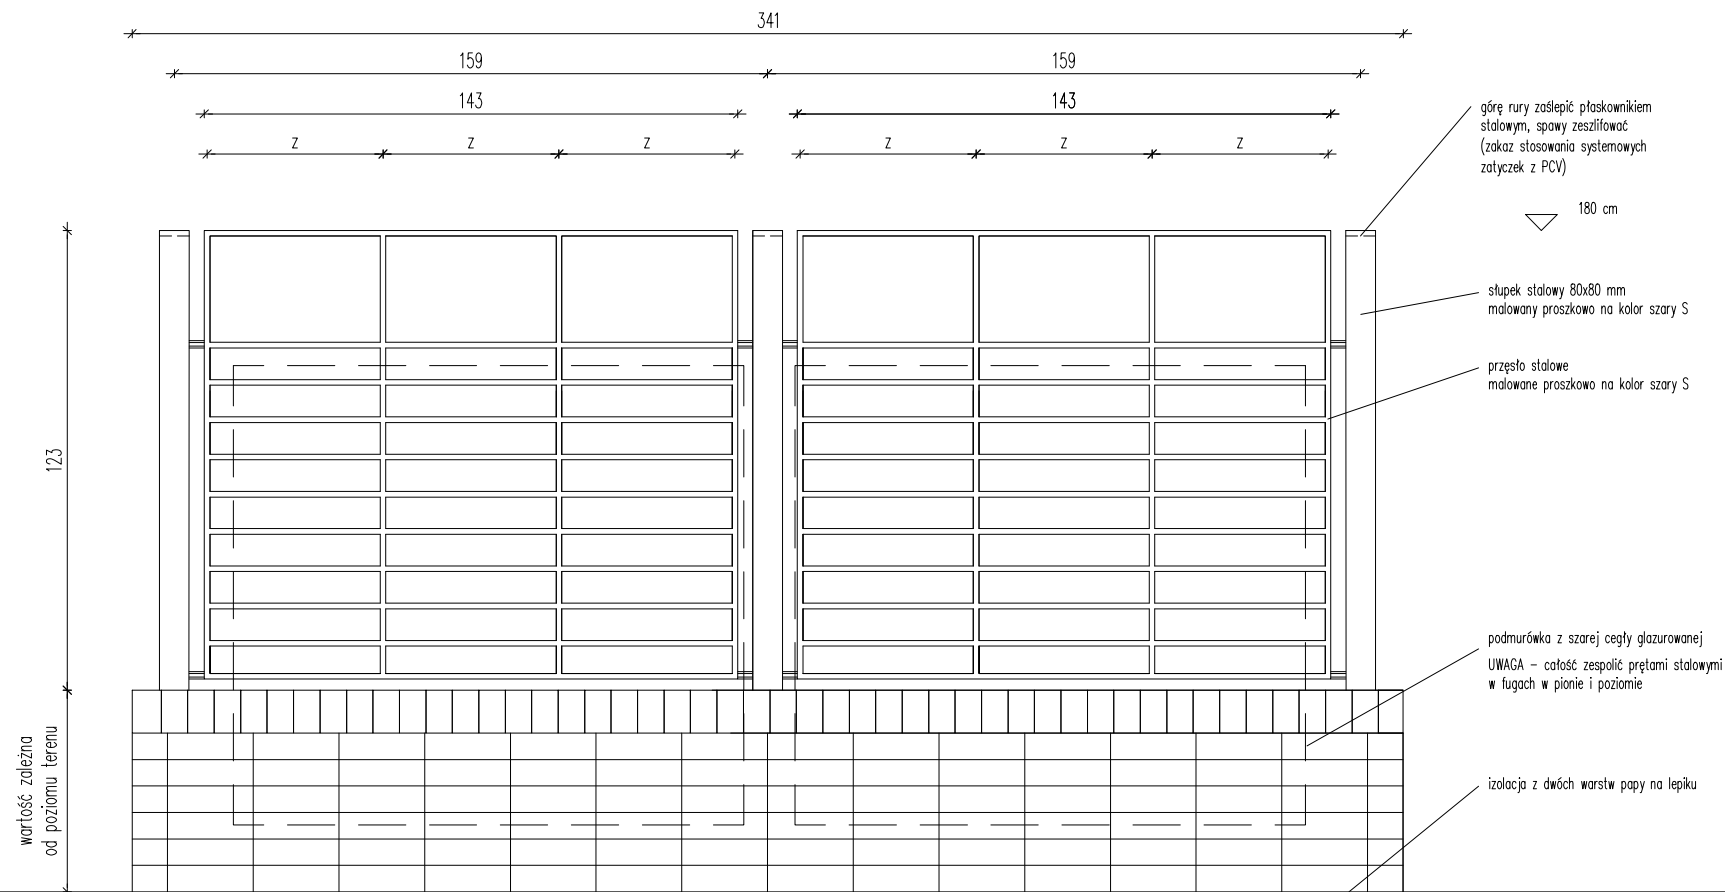 341
159
159
143
143
z
z
z
z
z
z
górę rury zaślepić płaskownikiem
stalowym, spawy zeszlifować
(zakaz stosowania systemowych
zatyczek z PCV)
180 cm
słupek stalowy 80x80 mm
malowany proszkowo na kolor szary S
przęsło stalowe
malowane proszkowo na kolor szary S
123
podmurówka z szarej cegły glazurowanej
UWAGA – całość zespolić prętami stalowymi
w fugach w pionie i poziomie
wartość zależna
od poziomu terenu
izolacja z dwóch warstw papy na lepiku